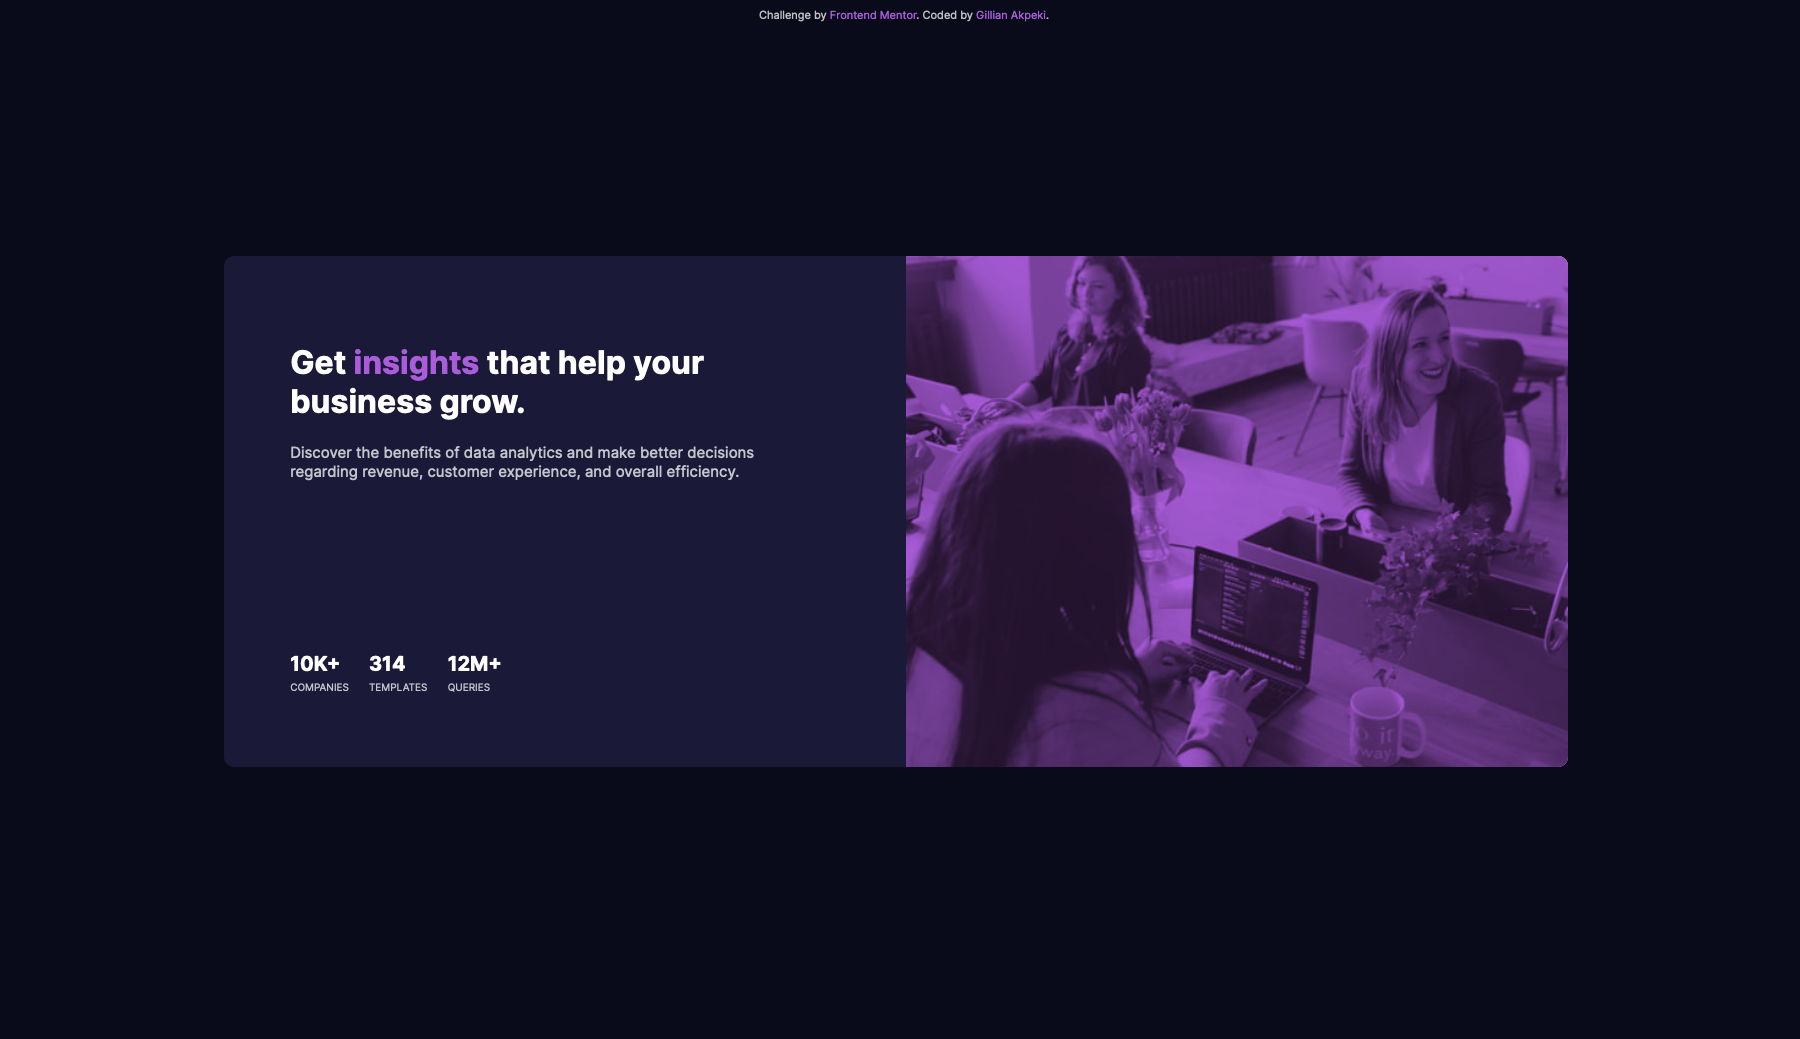 Challenge by Frontend Mentor. Coded by Gillian Akpeki.
Get insights that help your
business grow.
Discover the benefits of data analytics and make better decisions
regarding revenue, customer experience, and overall efficiency.
10K+ 314 12M+
COMPANIES TEMPLATES QUERIES
way.